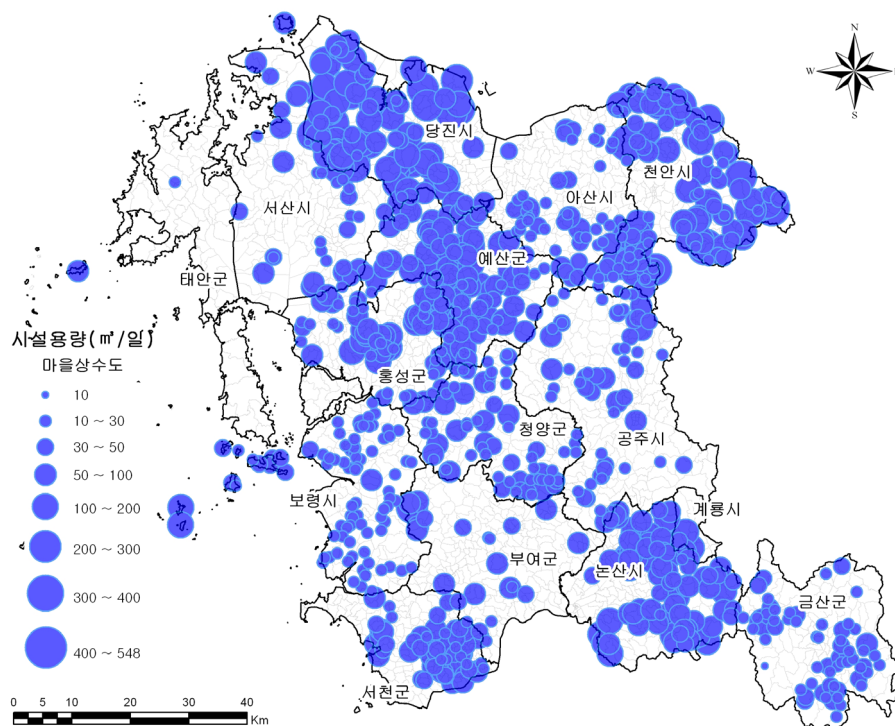 N
W
S
당진시
천안시
아산시
서산시
예산군
태안군
시설용량(㎥/일)
마을상수도
10
10 ~ 30
30 ~ 50
50 ~ 100
100 ~ 200
200 ~ 300
300 ~ 400
400 ~ 548
홍성군
청양군
공주시
보령시
계룡시
부여군
논산시
금산군
서천군
0 5 10 20 30 40
Km